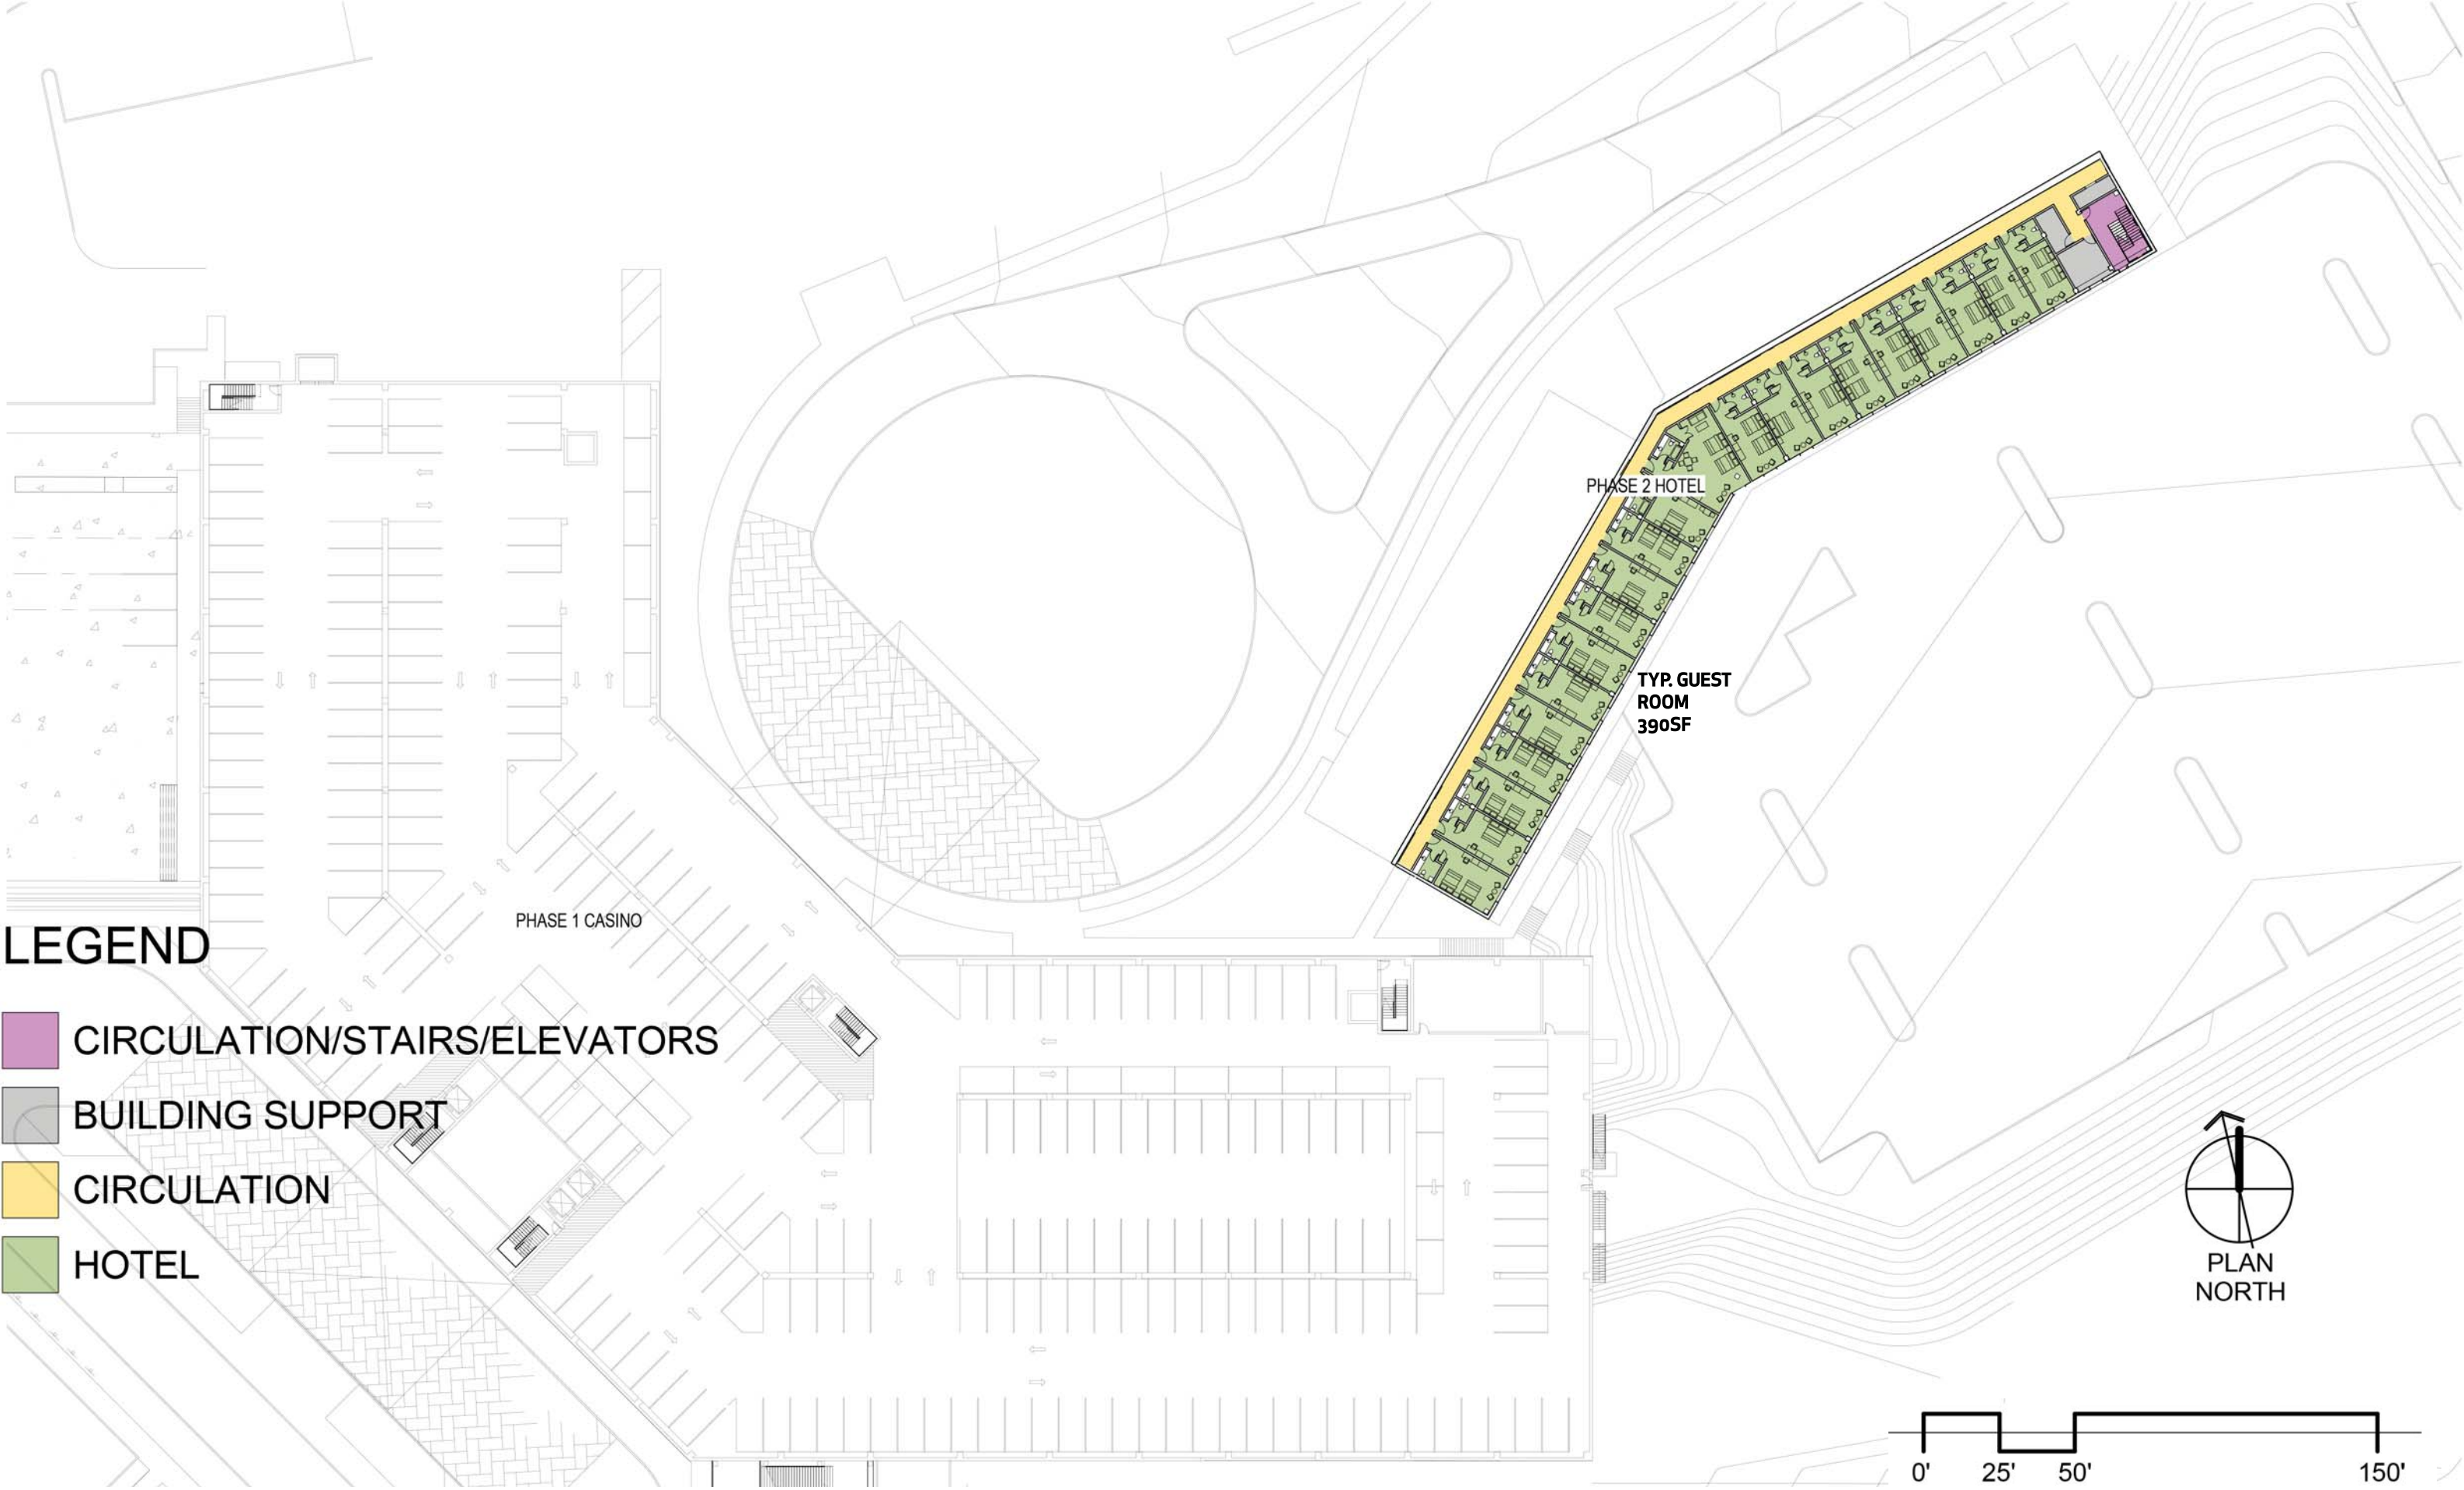 PHASE 2 HOTEL
TYP. GUEST
ROOM
390SF
PHASE 1 CASINO
LEGEND
CIRCULATION/STAIRS/ELEVATORS
BUILDING SUPPORT
CIRCULATION
HOTEL
PLAN
NORTH
0' 25' 50' 150'